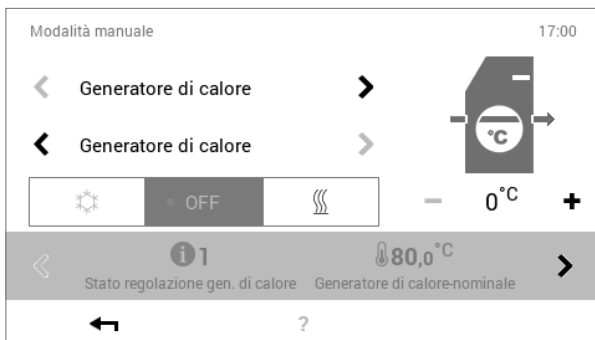 Modalità manuale 17:00
Generatore di calore
Generatore di calore
°C
OFF
0°C
1 80,0°C
Stato regolazione gen. di calore Generatore di calore-nominale
?